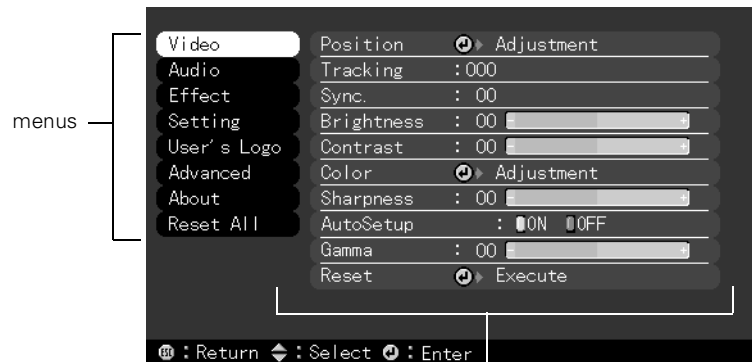 Video Position Adjustment
Audio Tracking :000
Effect Sync. : 00
menus Setting Brightness : 00 - +
User's Logo Contrast : 00 - +
Advanced Color Adjustment
About Sharpness : 00 - +
Reset All AutoSetup : ON OFF
Gamma : 00 - +
Reset Execute
ESC :Return :Select :Enter